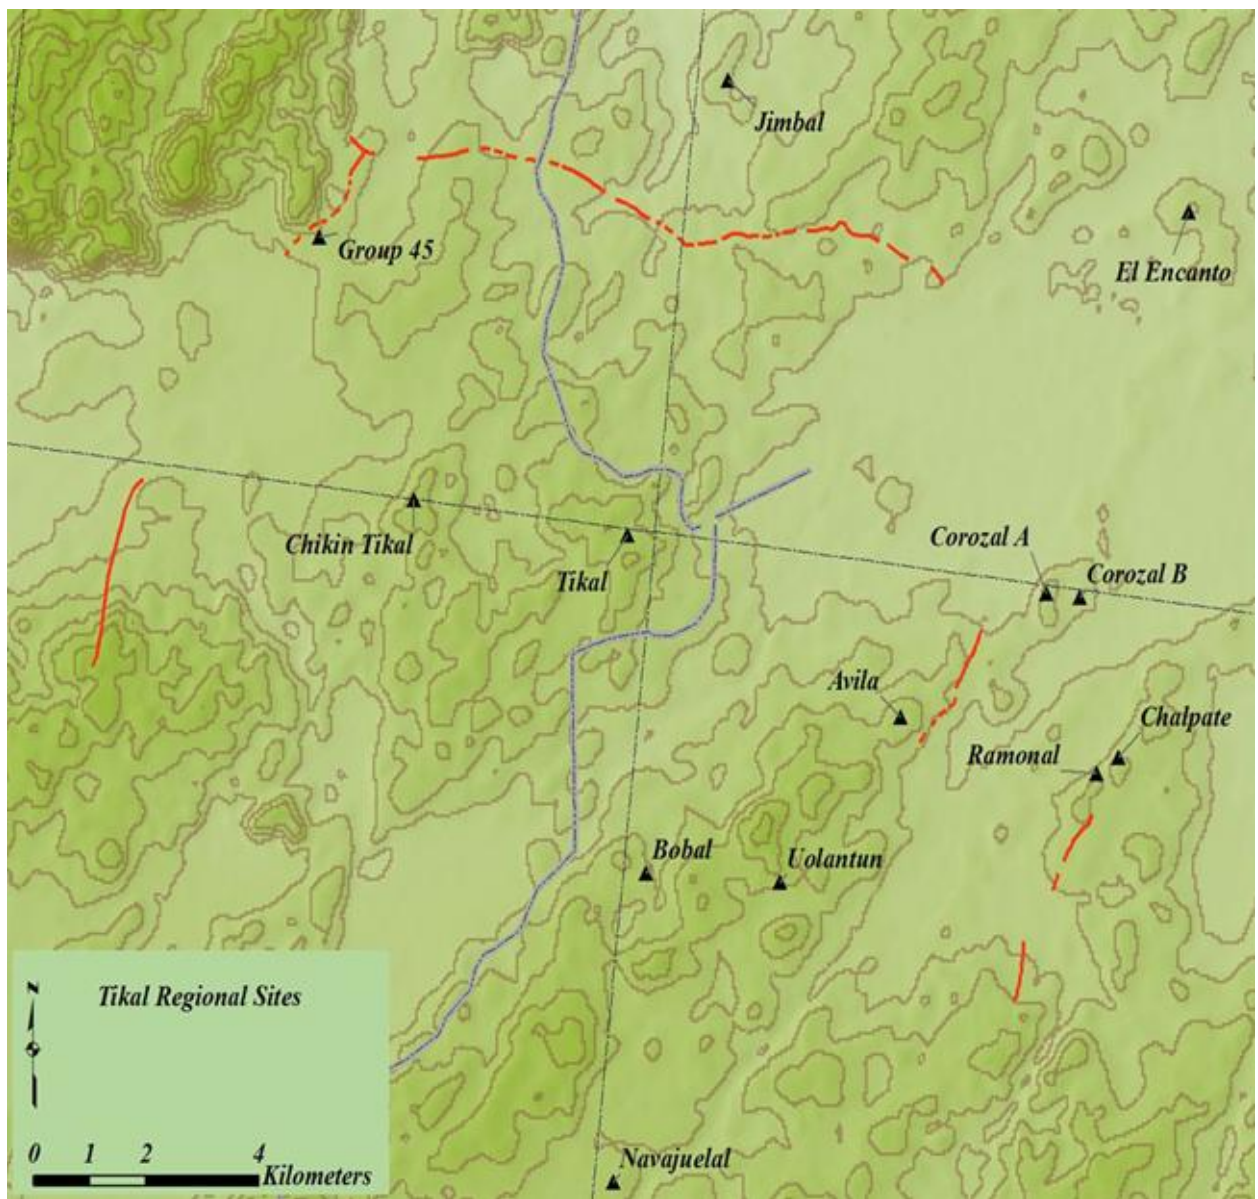 Jimbal
Group 45
El Encanto
Chikin Tikal
Tikal
Corozal A
Corozal B
Avila
Chalpate
Ramonal
Bobal
Uolantun
N
Tikal Regional Sites
0 1 2 4
Kilometers
Navajuelal